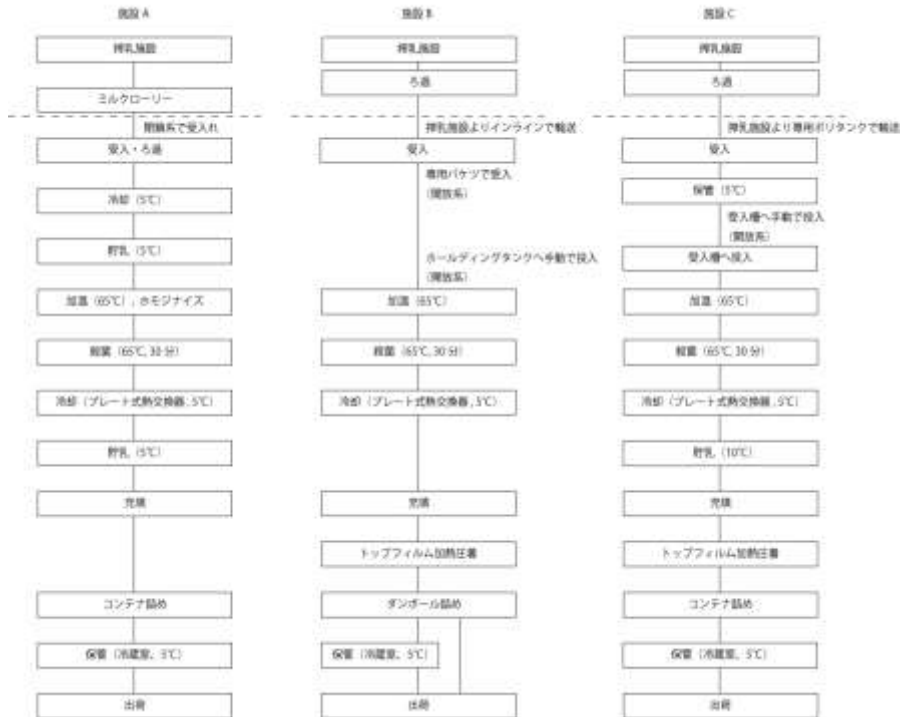 施設 A
搾乳施設
ミルクローリー
閉鎖系で受入れ
受入・ろ過
冷却（5℃）
貯乳（5℃）
加温（65℃）, ホモジナイズ
殺菌（65℃, 30 分）
冷却（プレート式熱交換器, 5℃）
貯乳（5℃）
充填
コンテナ詰め
保管（冷蔵室、5℃）
出荷
施設 B
搾乳施設
ろ過
搾乳施設よりインラインで輸送
受入
専用バケツで受入
（開放系）
ホールディングタンクへ手動で投入
（開放系）
加温（65℃）
殺菌（65℃, 30 分）
冷却（プレート式熱交換器, 5℃）
充填
トップフィルム加熱圧着
ダンボール詰め
保管（冷蔵室、5℃）
出荷
施設 C
搾乳施設
ろ過
搾乳施設より専用ポリタンクで輸送
受入
保管（5℃）
受入槽へ手動で投入
（開放系）
受入槽へ投入
加温（65℃）
殺菌（65℃, 30 分）
冷却（プレート式熱交換器, 5℃）
貯乳（10℃）
充填
トップフィルム加熱圧着
コンテナ詰め
保管（冷蔵室、5℃）
出荷